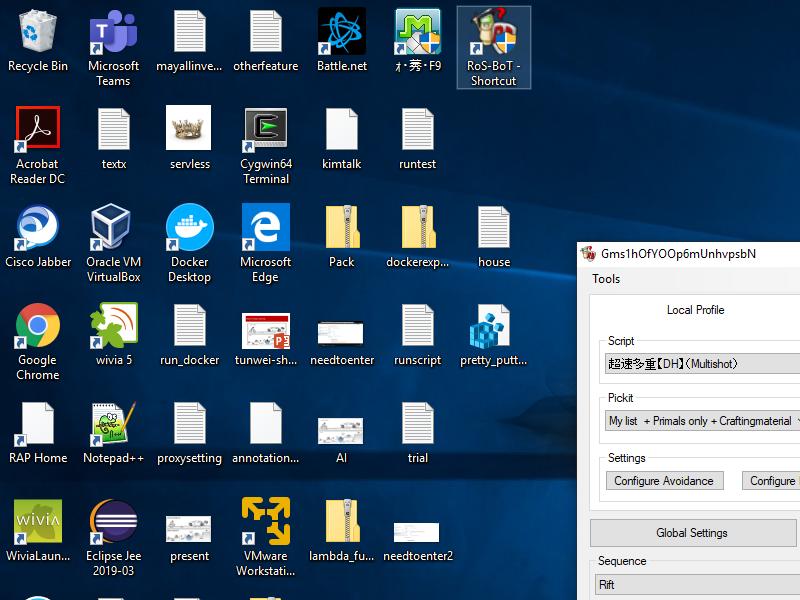 Recycle Bin
Microsoft
Teams
mayallinve...
otherfeature
Battle.net
ｵ･莠･F9
RoS-BoT -
Shortcut
Acrobat
Reader DC
textx
servless
Cygwin64
Terminal
kimtalk
runtest
Cisco Jabber
Oracle VM
VirtualBox
Docker
Desktop
Microsoft
Edge
Pack
dockerexp...
house
Google
Chrome
wivia 5
run_docker
tunwei-sh...
needtoenter
runscript
pretty_putt...
RAP Home
Notepad++
proxysetting
annotation...
AI
trial
WiviaLaun...
Eclipse Jee
2019-03
present
VMware
Workstati...
lambda_fu...
needtoenter2
Gms1hOfYOOp6mUnhvpsbN
Tools
Local Profile
Script
超速多重【DH】(Multishot)
Pickit
My list + Primals only + Craftingmaterial
Settings
Configure Avoidance
Configure
Global Settings
Sequence
Rift